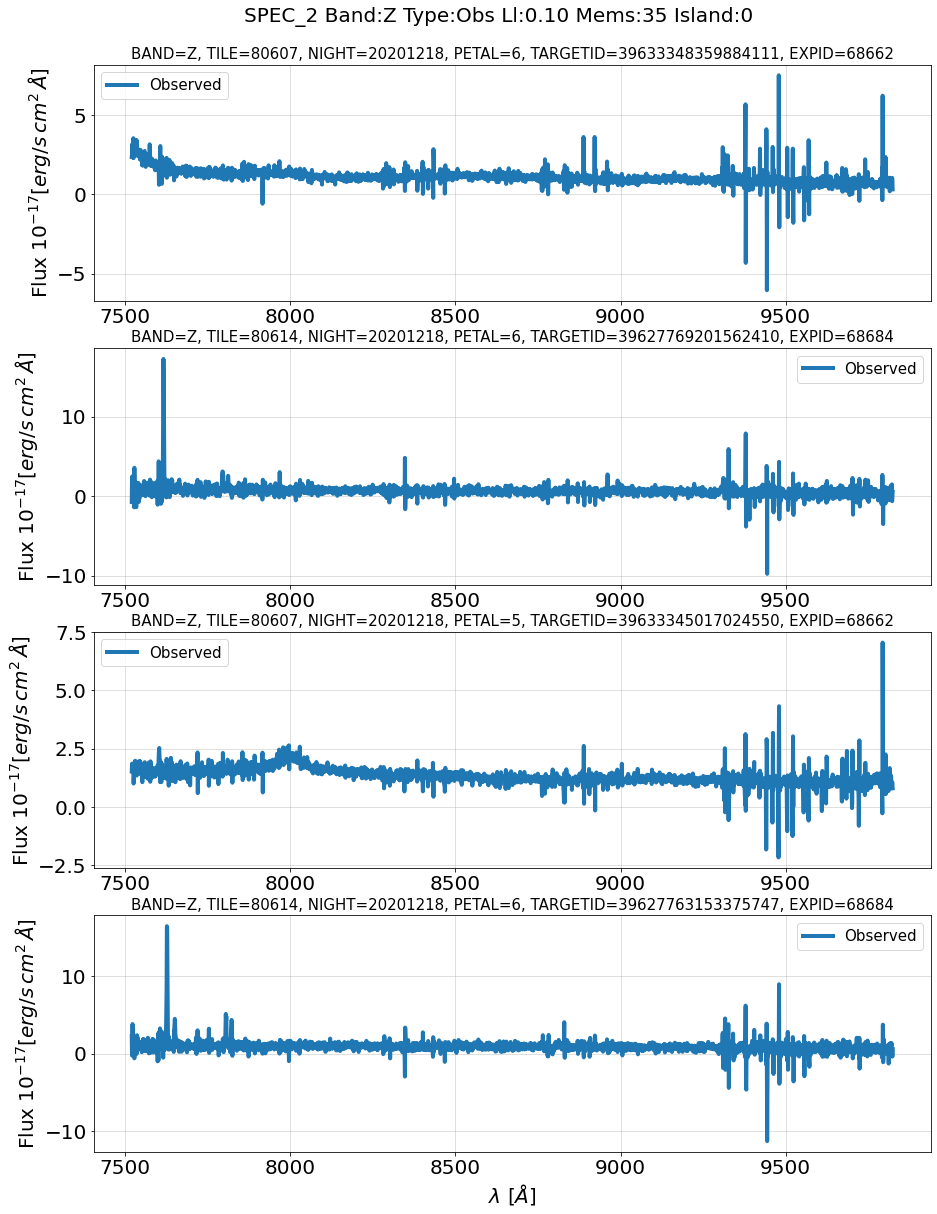 SPEC_2 Band:Z Type:Obs Ll:0.10 Mems:35 Island:0
BAND=Z, TILE=80607, NIGHT=20201218, PETAL=6, TARGETID=39633348359884111, EXPID=68662
Observed
Flux 10^{-17}[erg/s cm^2 Å]
5
0
−5
7500 8000 8500 9000 9500
BAND=Z, TILE=80614, NIGHT=20201218, PETAL=6, TARGETID=39627769201562410, EXPID=68684
Observed
Flux 10^{-17}[erg/s cm^2 Å]
10
0
−10
7500 8000 8500 9000 9500
BAND=Z, TILE=80607, NIGHT=20201218, PETAL=5, TARGETID=39633345017024550, EXPID=68662
Observed
Flux 10^{-17}[erg/s cm^2 Å]
7.5
5.0
2.5
0.0
−2.5
7500 8000 8500 9000 9500
BAND=Z, TILE=80614, NIGHT=20201218, PETAL=6, TARGETID=39627763153375747, EXPID=68684
Observed
Flux 10^{-17}[erg/s cm^2 Å]
10
0
−10
7500 8000 8500 9000 9500
λ [Å]